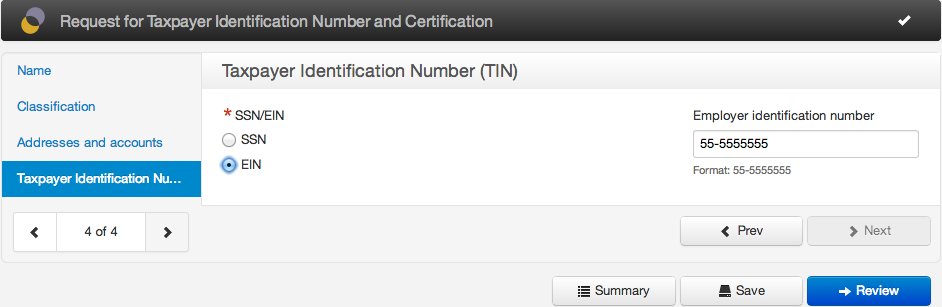 Request for Taxpayer Identification Number and Certification
Name
Classification
Addresses and accounts
Taxpayer Identification Nu...
4 of 4
Taxpayer Identification Number (TIN)
* SSN/EIN
SSN
EIN
Employer identification number
55-5555555
Format: 55-5555555
Prev
Next
Summary
Save
Review